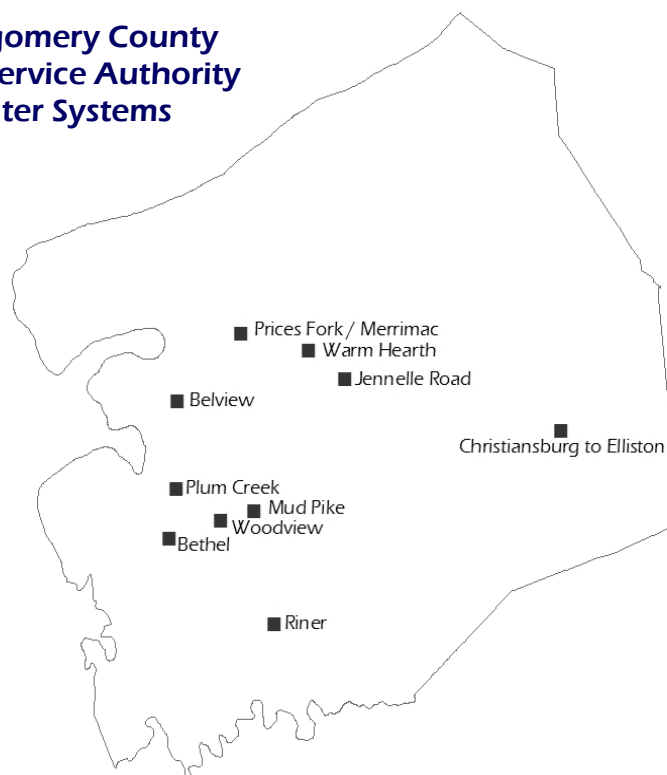 gomery County
ervice Authority
ter Systems
Prices Fork / Merrimac
Warm Hearth
Jennelle Road
Belview
Christiansburg to Elliston
Plum Creek
Mud Pike
Woodview
Bethel
Riner